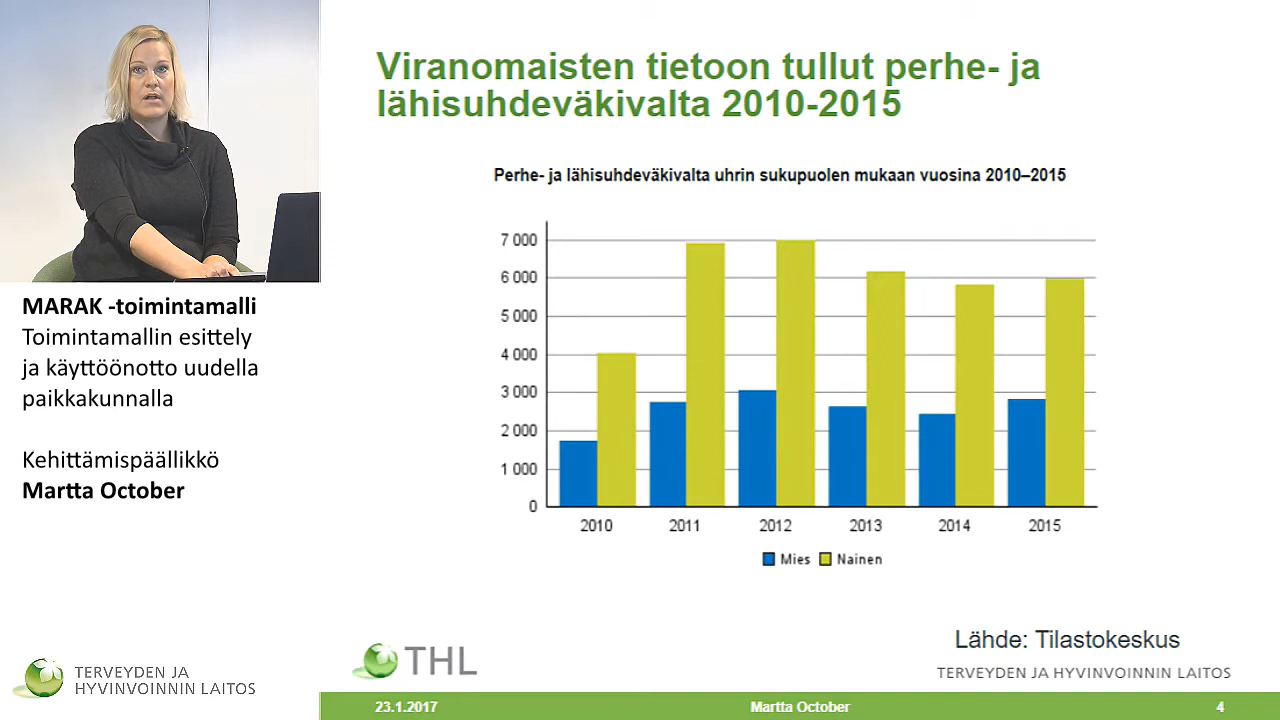 Viranomaisten tietoon tullut perhe- ja
lähisuhdeväkivalta 2010-2015
Perhe- ja lähisuhdeväkivalta uhrin sukupuolen mukaan vuosina 2010–2015
7 000
6 000
5 000
4 000
3 000
2 000
1 000
0
2010 2011 2012 2013 2014 2015
Mies Nainen
MARAK -toimintamalli
Toimintamallin esittely
ja käyttöönotto uudella
paikkakunnalla
Kehittämispäällikkö
Martta October
TERVEYDEN JA
HYVINVOINNIN LAITOS
THL
Lähde: Tilastokeskus
TERVEYDEN JA HYVINVOINNIN LAITOS
23.1.2017 Martta October 4